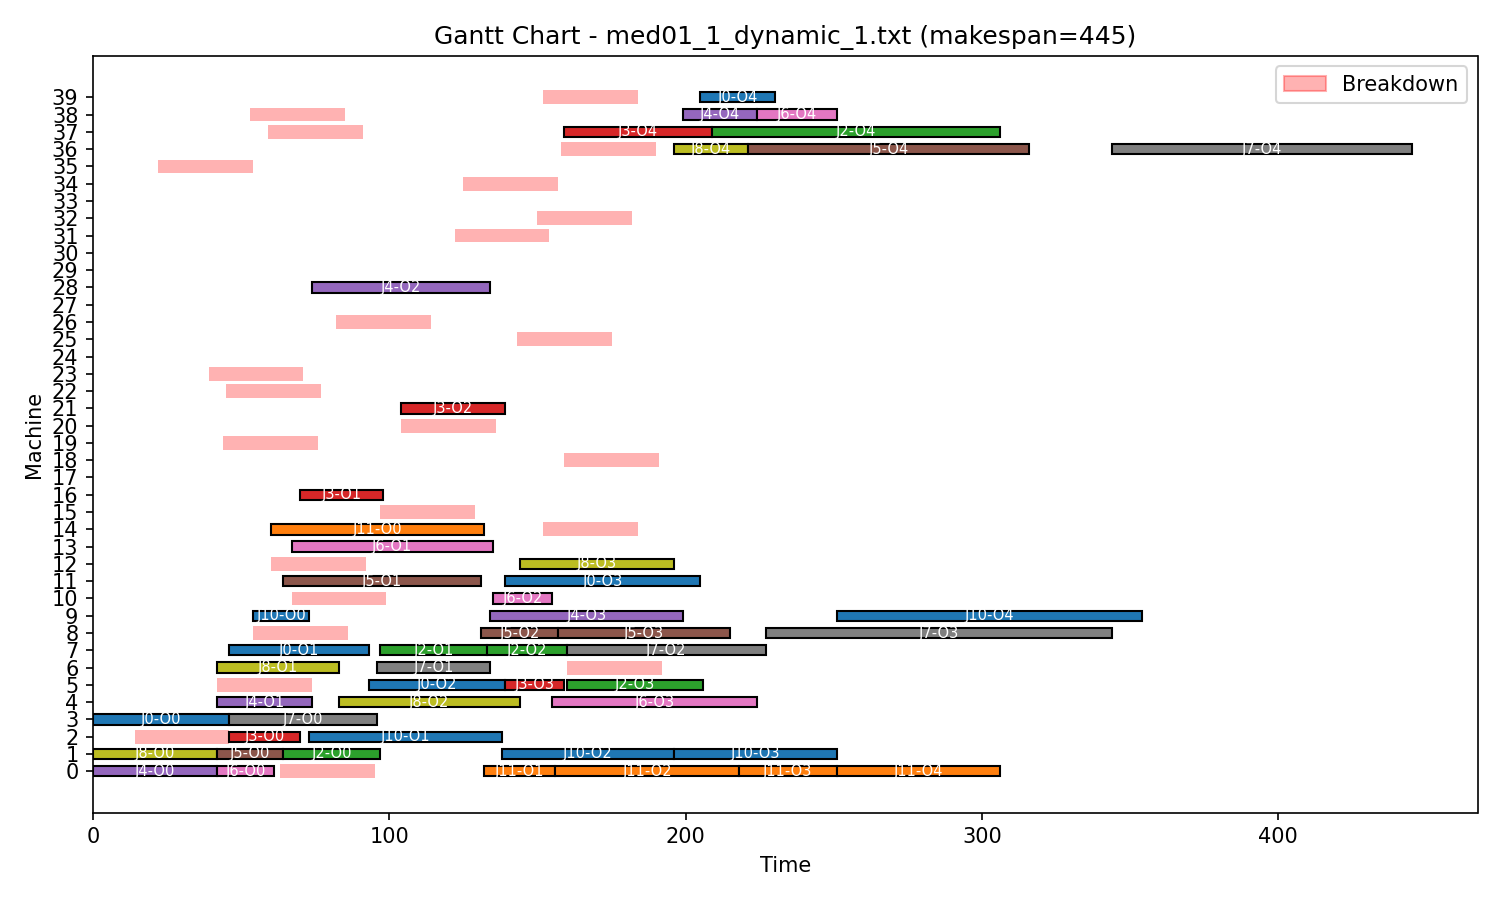 Gantt Chart - med01_1_dynamic_1.txt (makespan=445)
Breakdown
39 J0-O4
38 J4-O4 J6-O4
37 J3-O4 J2-O4
36 J8-O4 J5-O4 J7-O4
35
34
33
32
31
30
29
28 J4-O2
27
26
25
24
23
22
21 J3-O2
20
19
18
17
16 J3-O1
15
14 J11-O0
13 J6-O1
12 J8-O3
11 J5-O1 J0-O3
10 J6-O2
9 J10-O0 J4-O3 J10-O4
8 J5-O2 J5-O3 J7-O3
7 J0-O1 J2-O1 J2-O2 J7-O2
6 J8-O1 J7-O1
5 J0-O2 J3-O3 J2-O3
4 J4-O1 J8-O2 J6-O3
3 J0-O0 J7-O0
2 J3-O0 J10-O1
1 J8-O0 J5-O0 J2-O0 J10-O2 J10-O3
0 J4-O0 J6-O0 J11-O1 J11-O2 J11-O3 J11-O4
Machine
0 100 200 300 400
Time